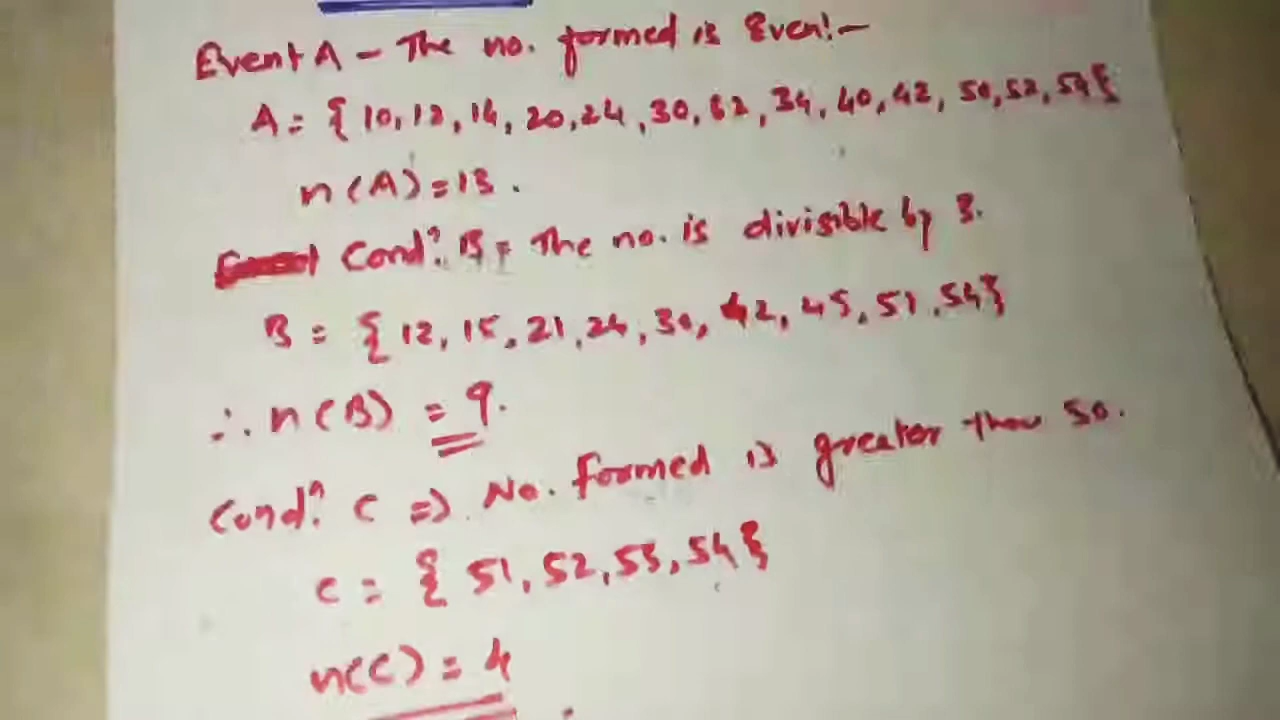 Event A - The no. formed is Even:-
A = { 10, 12, 14, 20, 24, 30, 32, 34, 40, 42, 50, 52, 54 }
n (A) = 13 .
Cond? B = The no. is divisible by 3.
B = { 12, 15, 21, 24, 30, 42, 45, 51, 54 }
∴ n (B) = 9.
Cond? C => No. formed is greater than 50.
C = { 51, 52, 53, 54 }
n(C) = 4